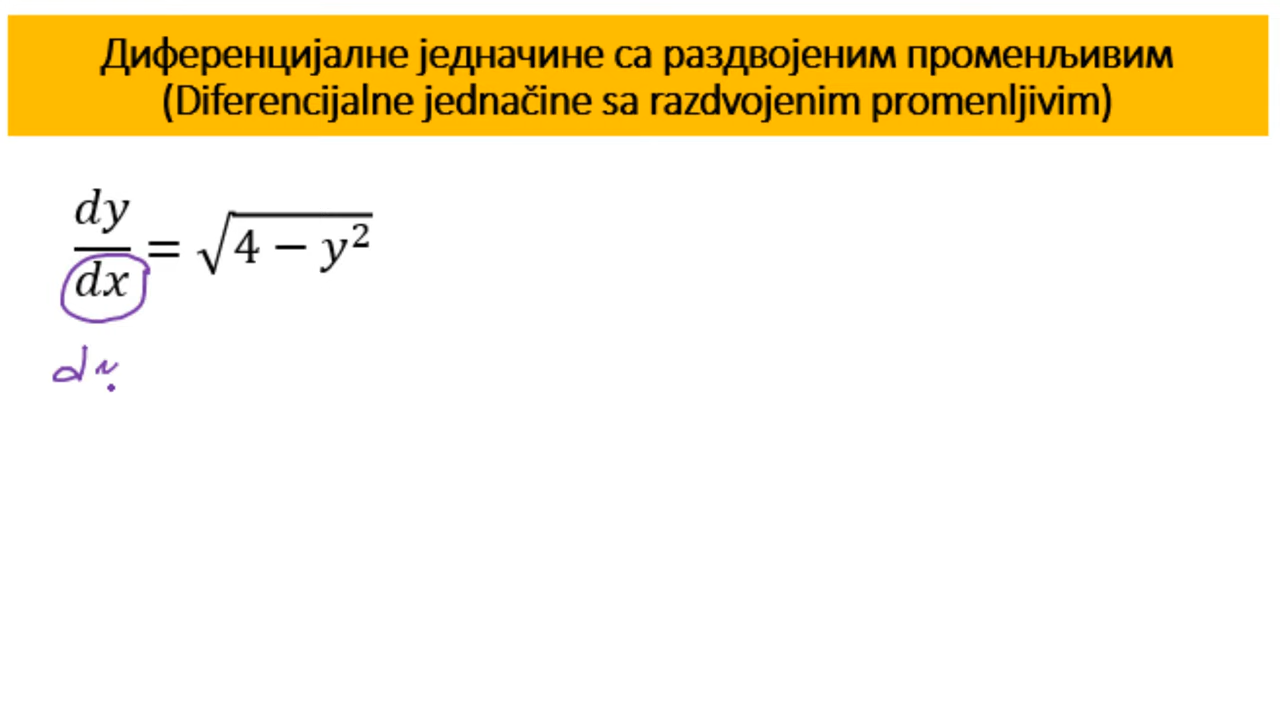 Диференцијалне једначине са раздвојеним променљивим
(Diferencijalne jednačine sa razdvojenim promenljivim)
dy/dx = √(4 − y²)